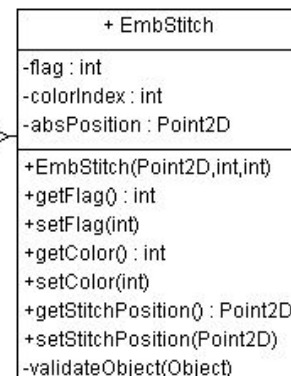 + EmbStitch
-flag : int
-colorIndex : int
-absPosition : Point2D
+EmbStitch(Point2D,int,int)
+getFlag() : int
+setFlag(int)
+getColor() : int
+setColor(int)
+getStitchPosition() : Point2D
+setStitchPosition(Point2D)
-validateObject(Object)